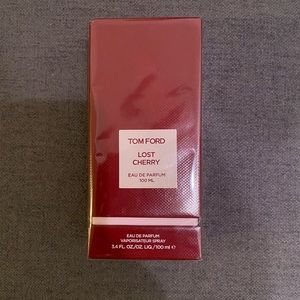 TOM FORD
LOST
CHERRY
EAU DE PARFUM
100 ML
EAU DE PARFUM
VAPORISATEUR SPRAY
3.4 FL. OZ./OZ. LIQ./100 ml ℮